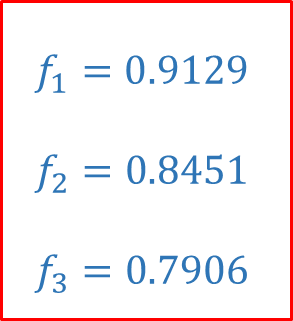 f₁ = 0.9129
f₂ = 0.8451
f₃ = 0.7906